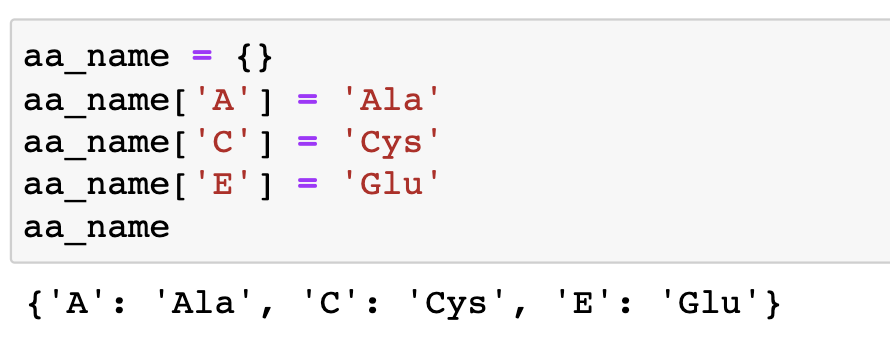 aa_name = {}
aa_name['A'] = 'Ala'
aa_name['C'] = 'Cys'
aa_name['E'] = 'Glu'
aa_name
{'A': 'Ala', 'C': 'Cys', 'E': 'Glu'}